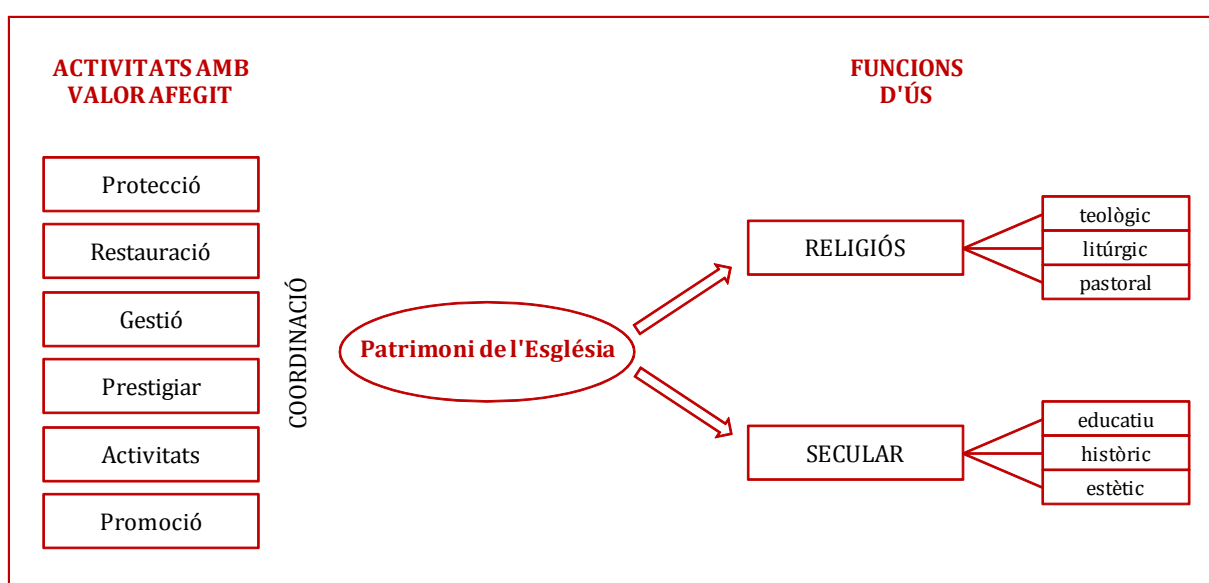 ACTIVITATS AMB
VALOR AFEGIT
Protecció
Restauració
Gestió
Prestigiar
Activitats
Promoció
COORDINACIÓ
Patrimoni de l'Església
FUNCIONS
D'ÚS
RELIGIÓS
teològic
litúrgic
pastoral
SECULAR
educatiu
històric
estètic